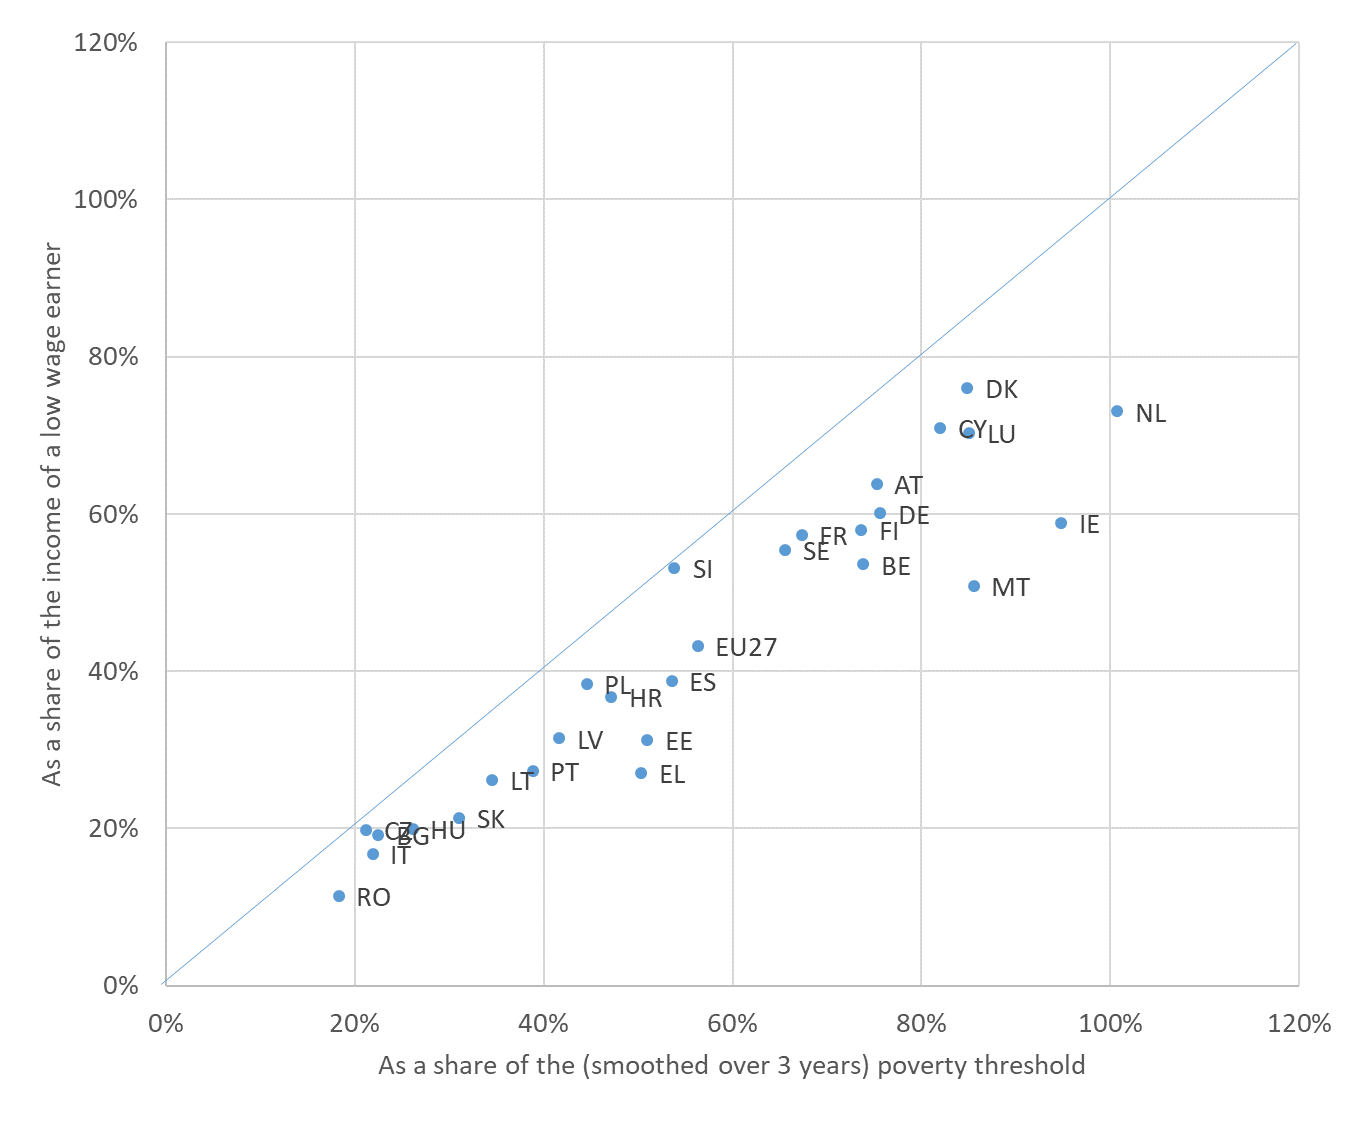 120%
100%
80%
60%
40%
20%
0%
As a share of the income of a low wage earner
DK
NL
CY
LU
AT
DE
IE
FI
FR
SE
BE
SI
MT
EU27
ES
PL
HR
LV
EE
PT
EL
LT
SK
CZ
BG
HU
IT
RO
0% 20% 40% 60% 80% 100% 120%
As a share of the (smoothed over 3 years) poverty threshold